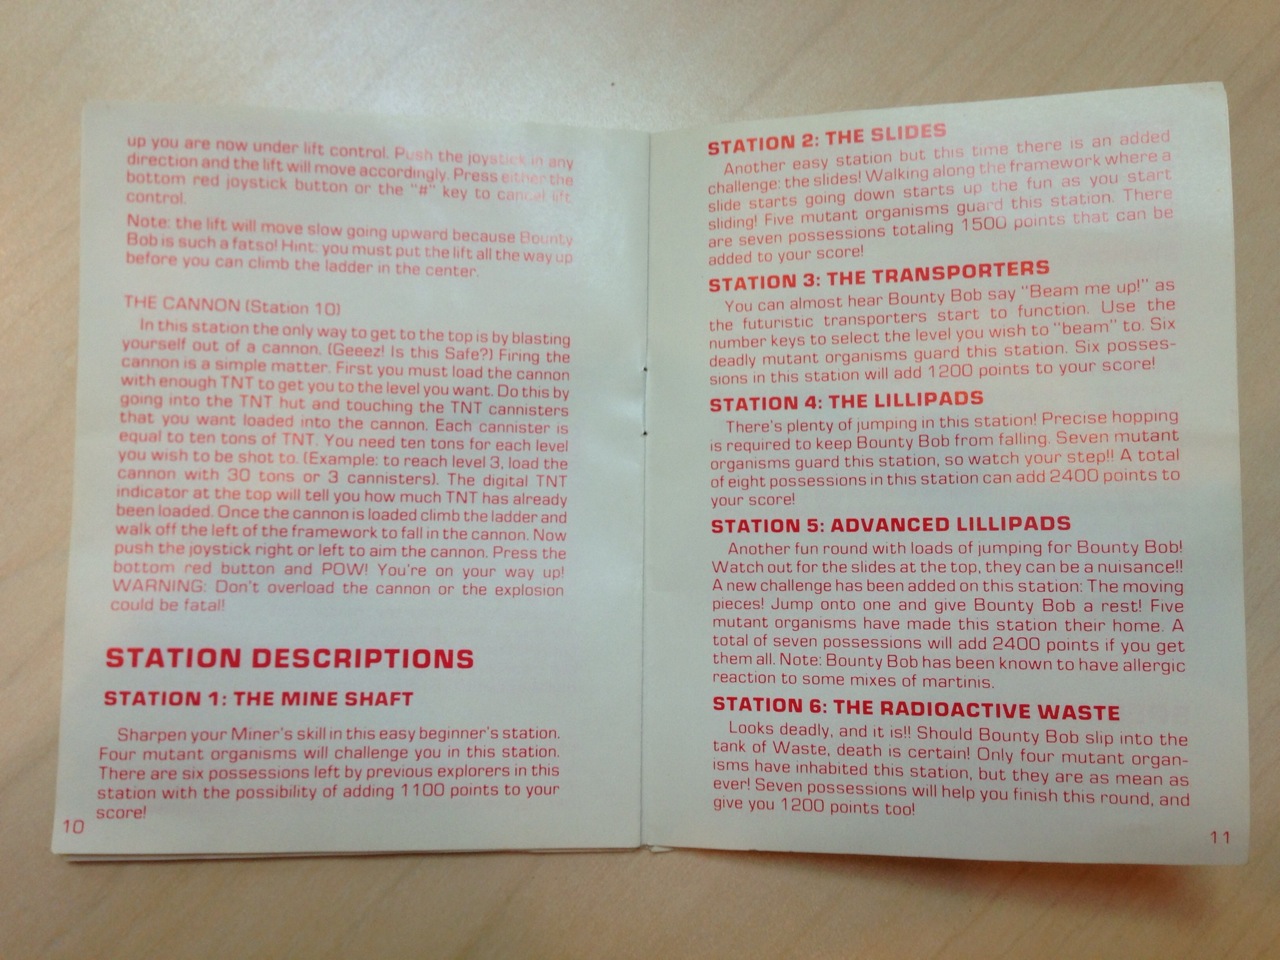 up you are now under lift control. Push the joystick in any
direction and the lift will move accordingly. Press either the
bottom red joystick button or the "#" key to cancel lift
control.
Note: the lift will move slow going upward because Bounty
Bob is such a fatso! Hint: you must put the lift all the way up
before you can climb the ladder in the center.
THE CANNON (Station 10)
In this station the only way to get to the top is by blasting
yourself out of a cannon. (Geeez! Is this Safe?) Firing the
cannon is a simple matter. First you must load the cannon
with enough TNT to get you to the level you want. Do this by
going into the TNT hut and touching the TNT cannisters
that you want loaded into the cannon. Each cannister is
equal to ten tons of TNT. You need ten tons for each level
you wish to be shot to. (Example: to reach level 3, load the
cannon with 30 tons or 3 cannisters). The digital TNT
indicator at the top will tell you how much TNT has already
been loaded. Once the cannon is loaded climb the ladder and
walk off the left of the framework to fall in the cannon. Now
push the joystick right or left to aim the cannon. Press the
bottom red button and POW! You're on your way up!
WARNING: Don't overload the cannon or the explosion
could be fatal!
STATION DESCRIPTIONS
STATION 1: THE MINE SHAFT
Sharpen your Miner's skill in this easy beginner's station.
Four mutant organisms will challenge you in this station.
There are six possessions left by previous explorers in this
station with the possibility of adding 1100 points to your
score!
10
STATION 2: THE SLIDES
Another easy station but this time there is an added
challenge: the slides! Walking along the framework where a
slide starts going down starts up the fun as you start
sliding! Five mutant organisms guard this station. There
are seven possessions totaling 1500 points that can be
added to your score!
STATION 3: THE TRANSPORTERS
You can almost hear Bounty Bob say "Beam me up!" as
the futuristic transporters start to function. Use the
number keys to select the level you wish to "beam" to. Six
deadly mutant organisms guard this station. Six posses-
sions in this station will add 1200 points to your score!
STATION 4: THE LILLIPADS
There's plenty of jumping in this station! Precise hopping
is required to keep Bounty Bob from falling. Seven mutant
organisms guard this station, so watch your step!! A total
of eight possessions in this station can add 2400 points to
your score!
STATION 5: ADVANCED LILLIPADS
Another fun round with loads of jumping for Bounty Bob!
Watch out for the slides at the top, they can be a nuisance!!
A new challenge has been added on this station: The moving
pieces! Jump onto one and give Bounty Bob a rest! Five
mutant organisms have made this station their home. A
total of seven possessions will add 2400 points if you get
them all. Note: Bounty Bob has been known to have allergic
reaction to some mixes of martinis.
STATION 6: THE RADIOACTIVE WASTE
Looks deadly, and it is!! Should Bounty Bob slip into the
tank of Waste, death is certain! Only four mutant organ-
isms have inhabited this station, but they are as mean as
ever! Seven possessions will help you finish this round, and
give you 1200 points too!
11